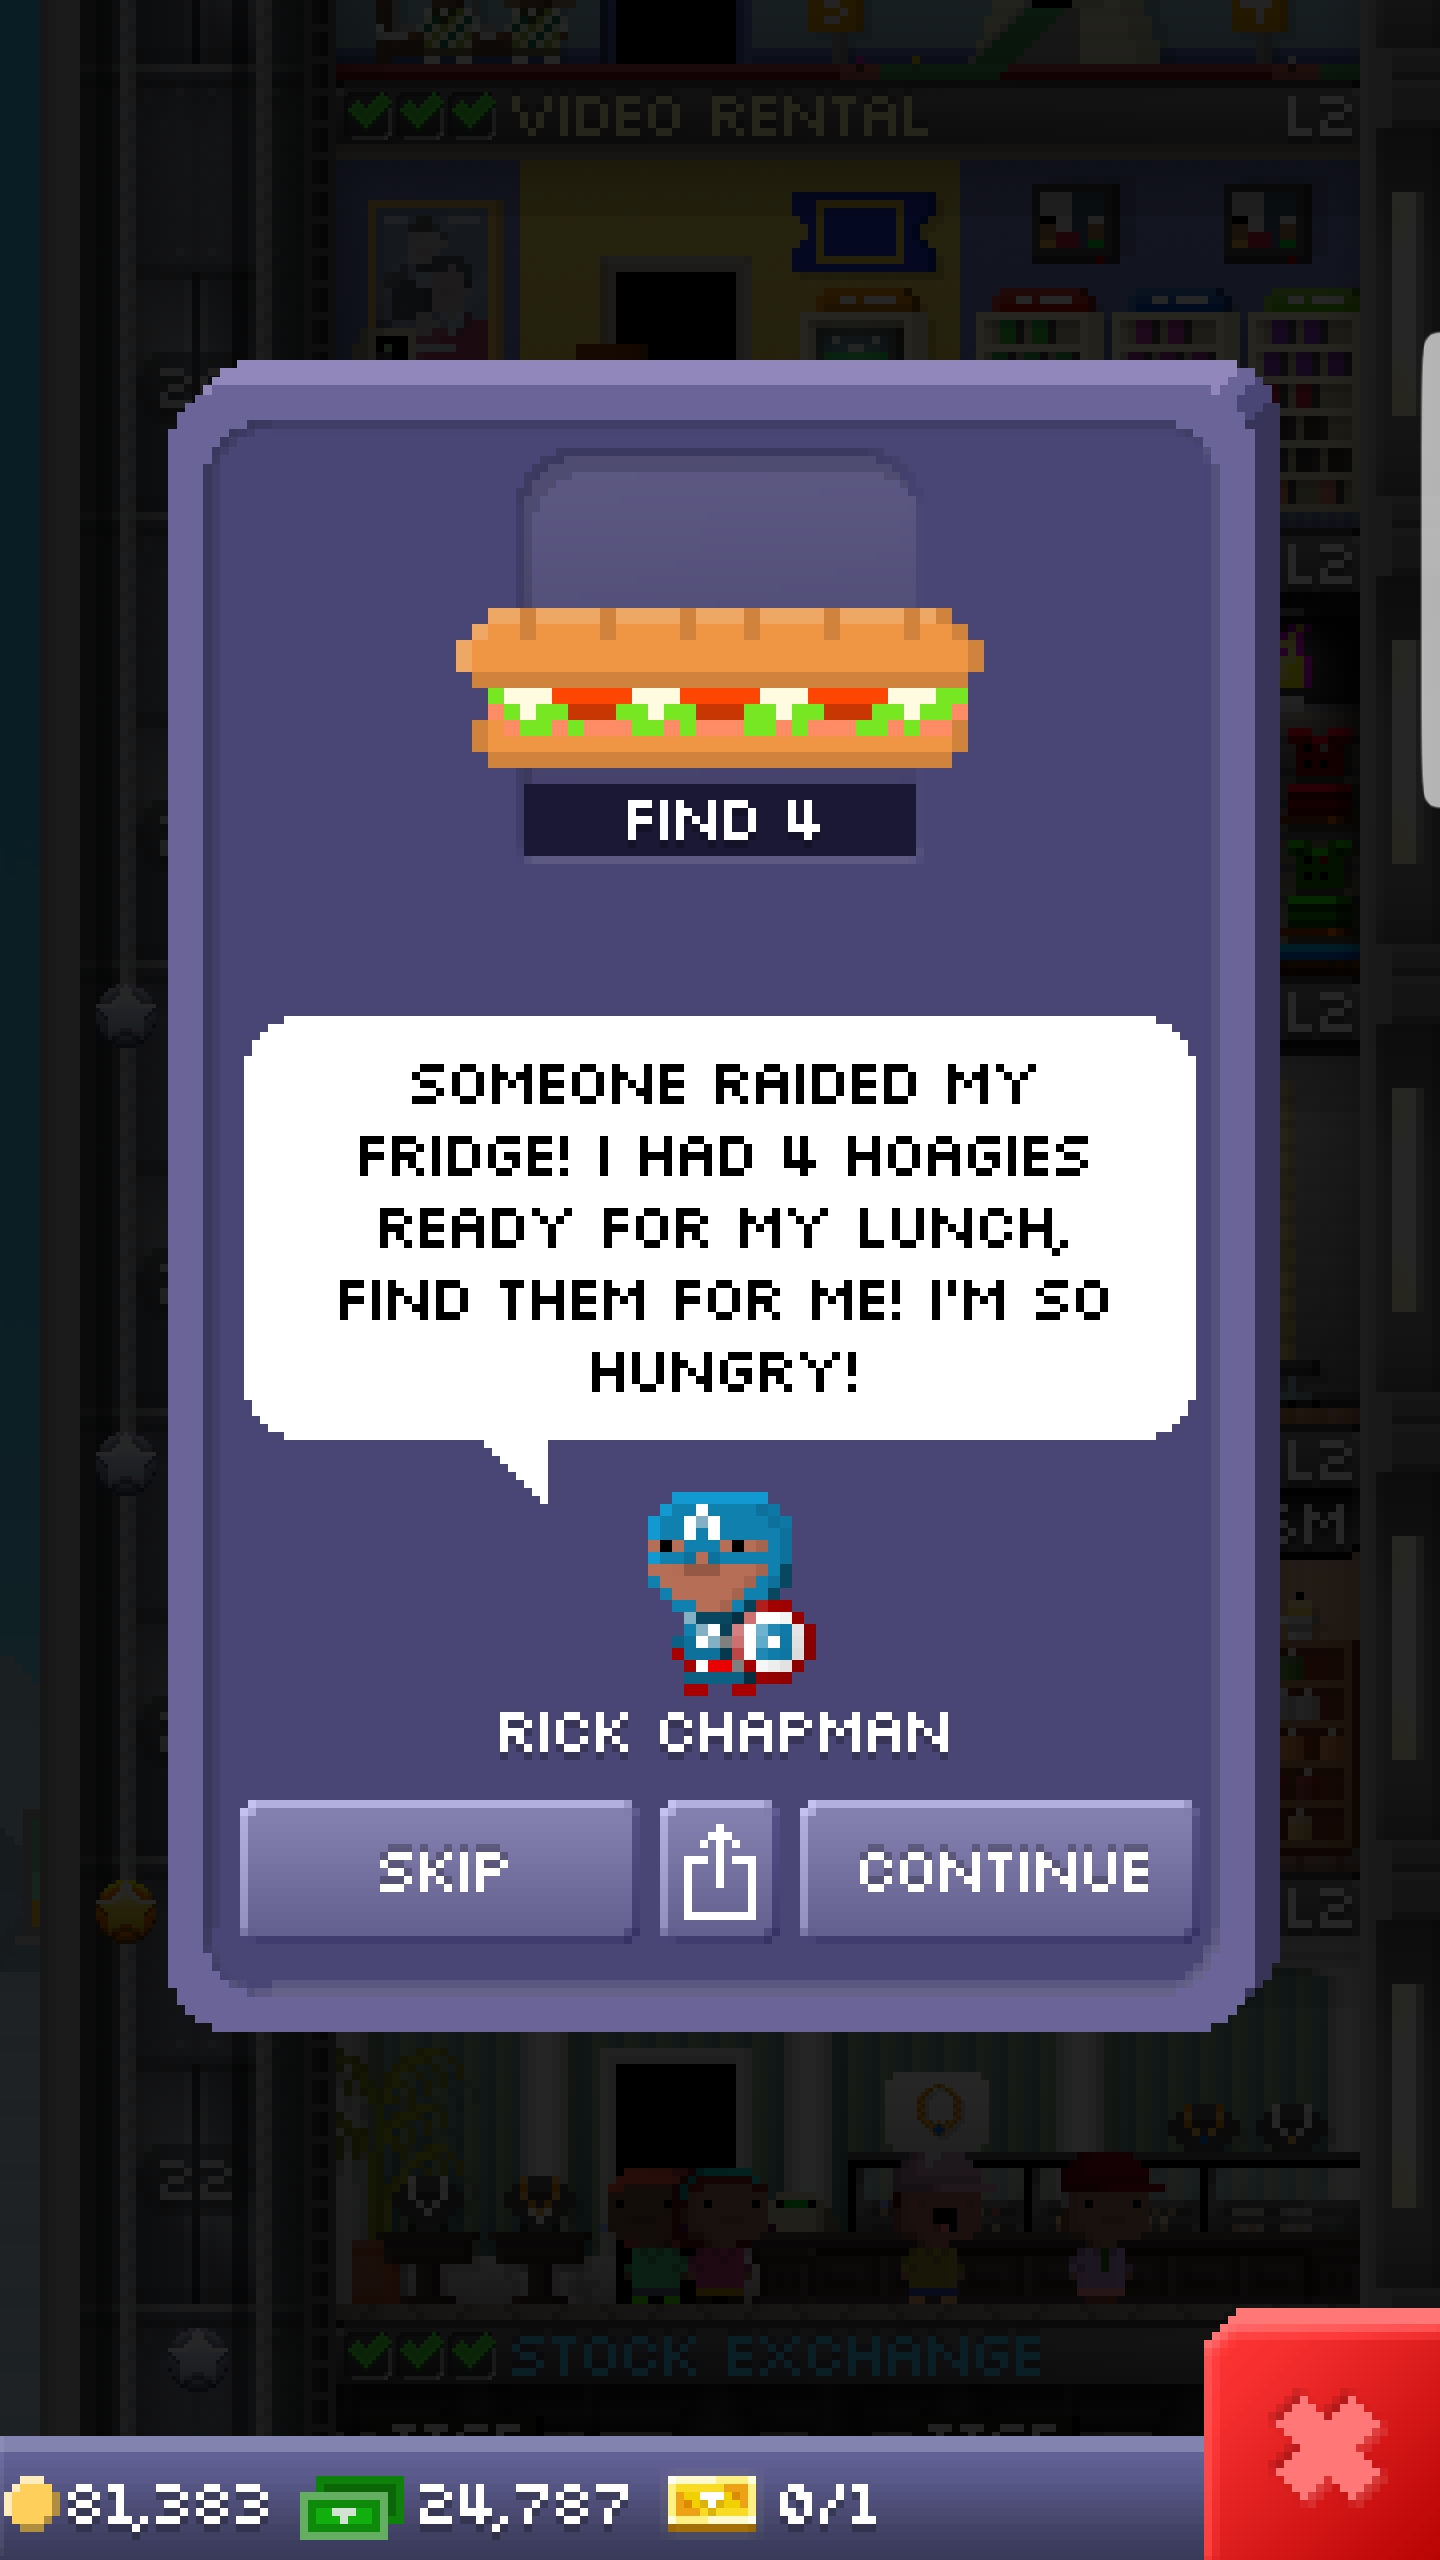 VIDEO RENTAL L2
L2
FIND 4
L2
SOMEONE RAIDED MY
FRIDGE! I HAD 4 HOAGIES
READY FOR MY LUNCH,
FIND THEM FOR ME! I'M SO
HUNGRY!
L2
RICK CHAPMAN
SKIP
CONTINUE
L2
22
STOCK EXCHANGE
81,383
24,787
0/1